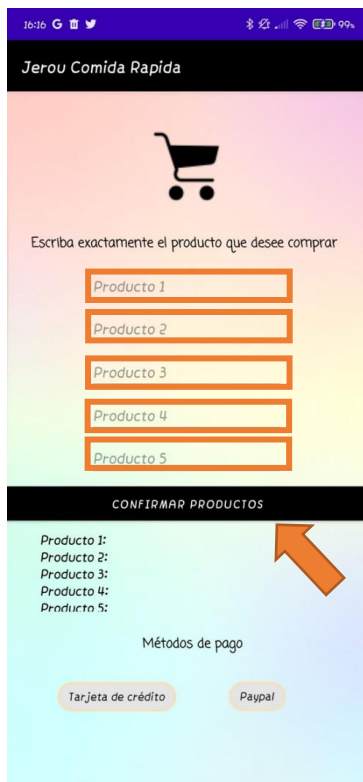 16:16 G 99%
Jerou Comida Rapida
Escriba exactamente el producto que desee comprar
Producto 1
Producto 2
Producto 3
Producto 4
Producto 5
CONFIRMAR PRODUCTOS
Producto 1:
Producto 2:
Producto 3:
Producto 4:
Producto 5:
Métodos de pago
Tarjeta de crédito Paypal